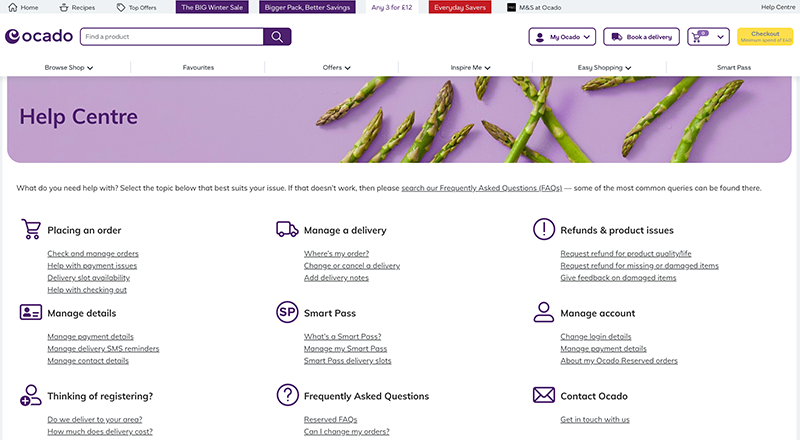 Home Recipes Top Offers The BIG Winter Sale Bigger Pack, Better Savings Any 3 for £12 Everyday Savers M&S at Ocado Help Centre
ocado Find a product My Ocado Book a delivery 0 Checkout
Minimum spend of £40
Browse Shop Favourites Offers Inspire Me Easy Shopping Smart Pass
Help Centre
What do you need help with? Select the topic below that best suits your issue. If that doesn't work, then please search our Frequently Asked Questions (FAQs) — some of the most common queries can be found there.
Placing an order
Check and manage orders
Help with payment issues
Delivery slot availability
Help with checking out
Manage a delivery
Where's my order?
Change or cancel a delivery
Add delivery notes
Refunds & product issues
Request refund for product quality/life
Request refund for missing or damaged items
Give feedback on damaged items
Manage details
Manage payment details
Manage delivery SMS reminders
Manage contact details
SP
Smart Pass
What's a Smart Pass?
Manage my Smart Pass
Smart Pass delivery slots
Manage account
Change login details
Manage payment details
About my Ocado Reserved orders
Thinking of registering?
Do we deliver to your area?
How much does delivery cost?
Frequently Asked Questions
Reserved FAQs
Can I change my orders?
Contact Ocado
Get in touch with us